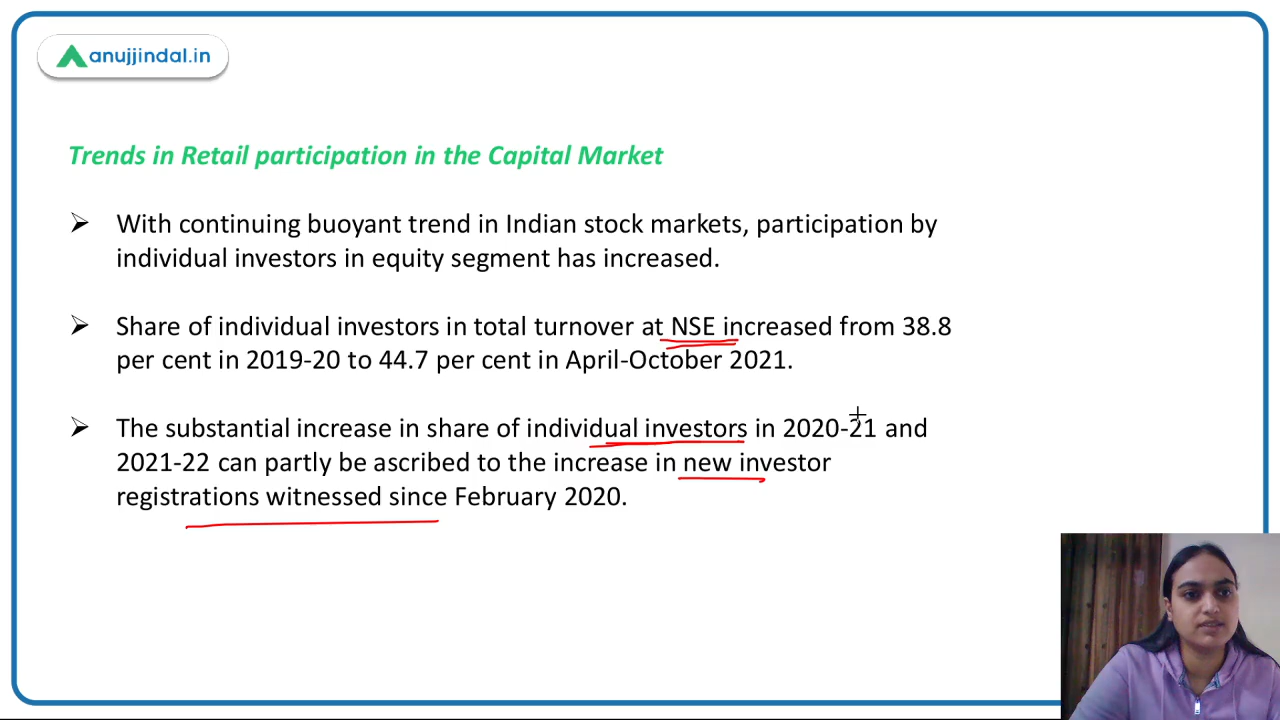 anujjindal.in
Trends in Retail participation in the Capital Market
➢ With continuing buoyant trend in Indian stock markets, participation by
individual investors in equity segment has increased.
➢ Share of individual investors in total turnover at NSE increased from 38.8
per cent in 2019-20 to 44.7 per cent in April-October 2021.
➢ The substantial increase in share of individual investors in 2020-21 and
2021-22 can partly be ascribed to the increase in new investor
registrations witnessed since February 2020.